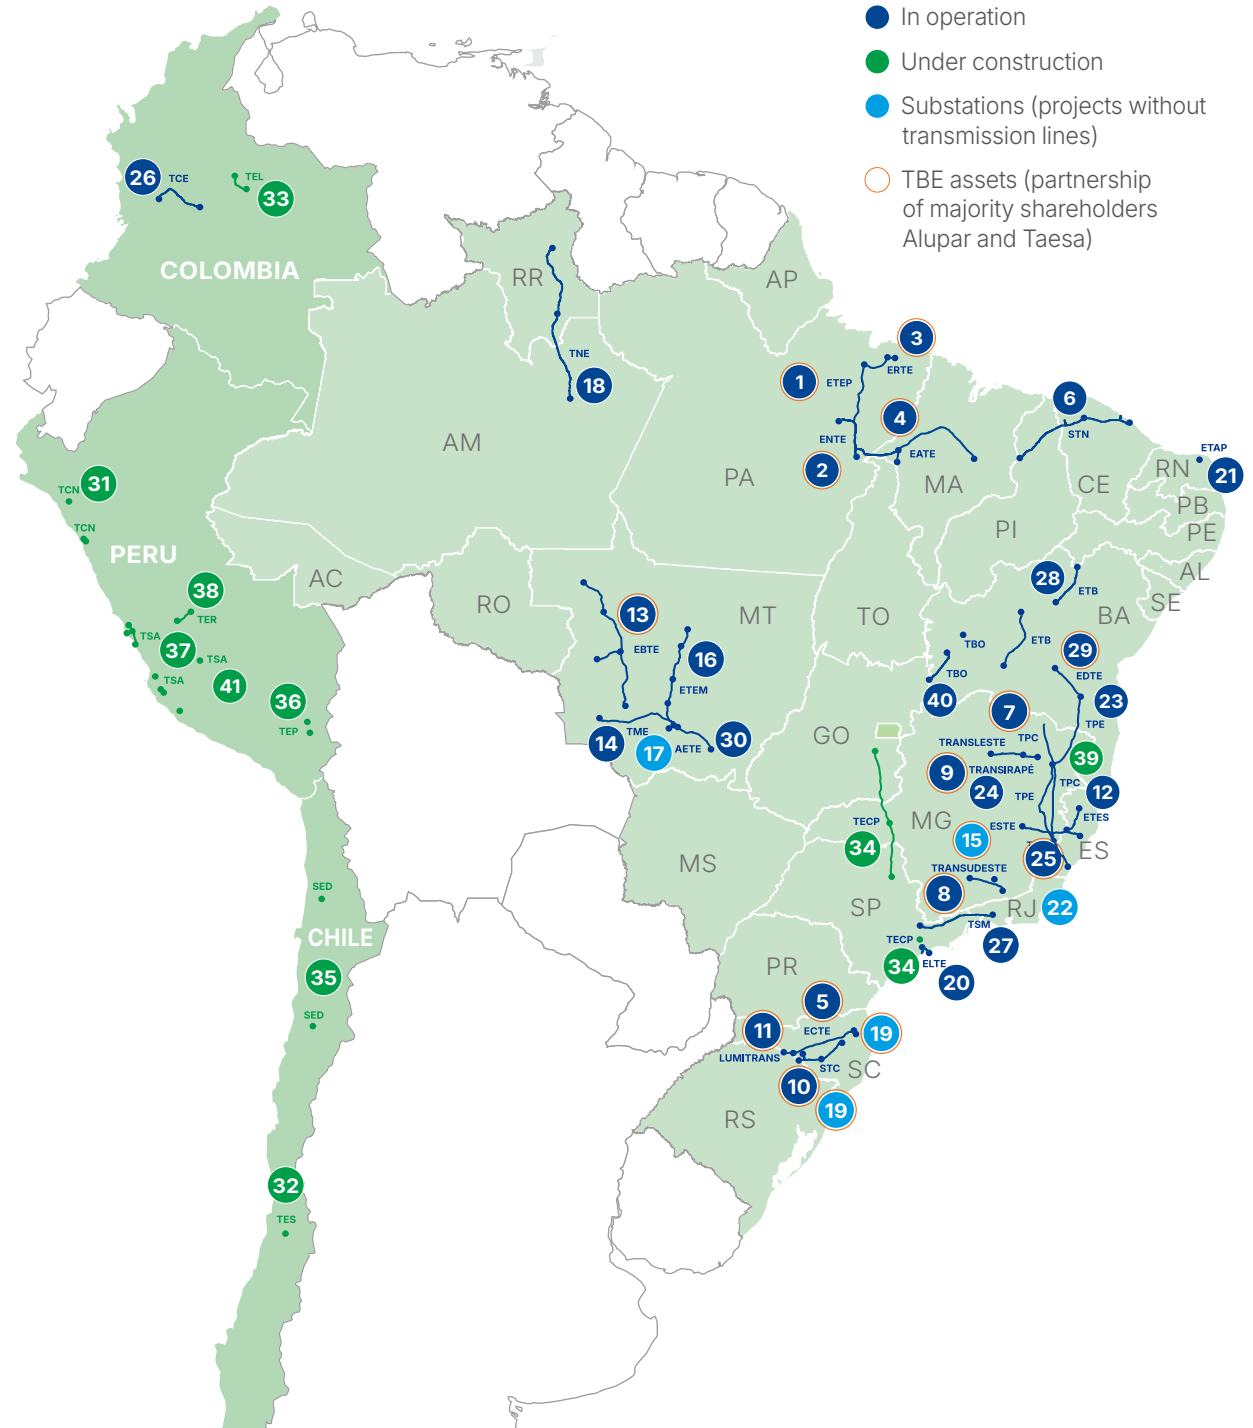 In operation
Under construction
Substations (projects without
transmission lines)
TBE assets (partnership
of majority shareholders
Alupar and Taesa)
26
TCE
TEL
33
COLOMBIA
RR
AP
TNE
18
3
1
ETEP
ERTE
4
6
ENTE
EATE
STN
2
ETAP
21
AM
PA
MA
CE
RN
PB
PE
PI
AL
SE
31
TCN
TCN
PERU
AC
RO
MT
TO
BA
28
ETB
ETB
38
TER
TSA
37
TSA
41
TSA
36
TEP
13
EBTE
16
ETEM
14
TME
17
AETE
30
TBO
TBO
40
29
EDTE
23
TPE
7
TPC
TRANSLESTE
9
TRANSIRAPÉ
24
39
TPC
TPE
12
ETES
GO
MG
ESTE
15
25
ES
TECP
34
TRANSUDESTE
8
RJ
22
MS
SP
TSM
27
TECP
34
ELTE
20
SED
CHILE
35
SED
PR
5
ECTE
11
LUMITRANS
19
STC
SC
10
19
RS
32
TES